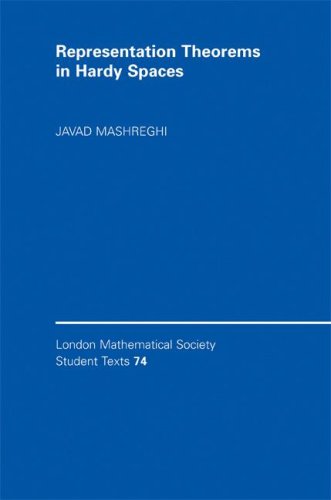 Representation Theorems
in Hardy Spaces
JAVAD MASHREGHI
London Mathematical Society
Student Texts 74